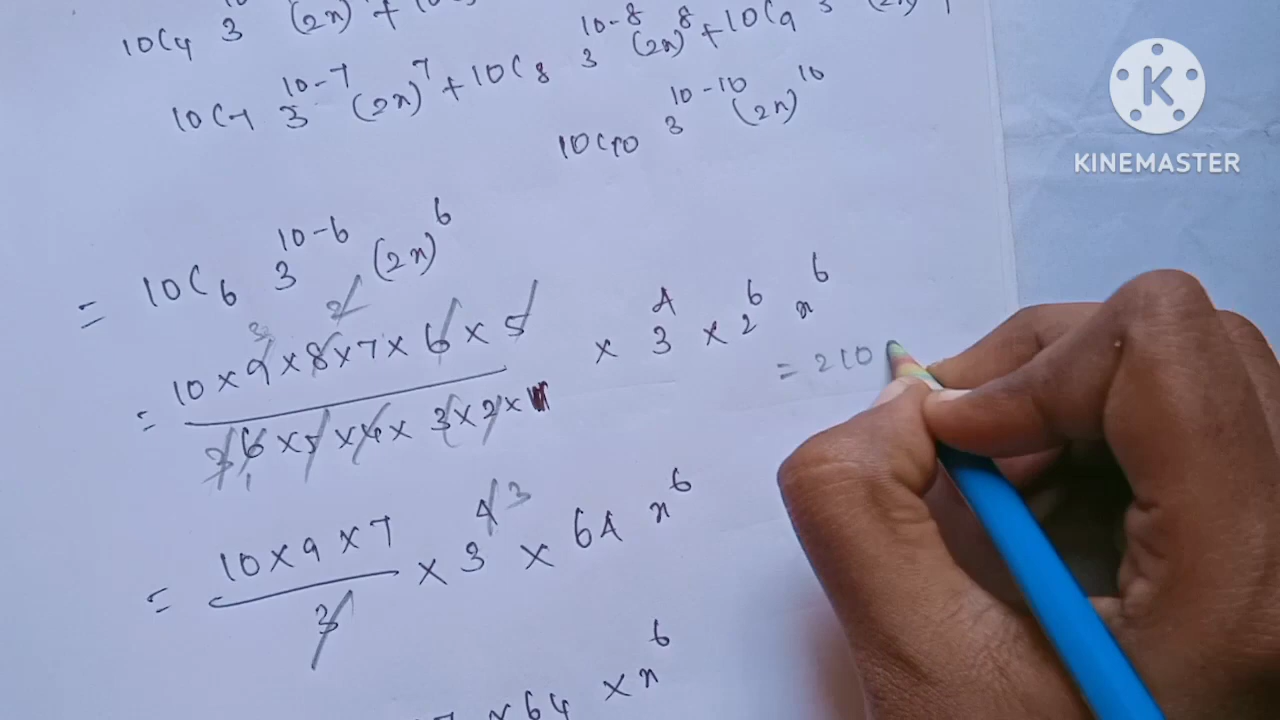 10C4 3^10 (2x)^7 +
10C7 3^10-7 (2x)^7 + 10C8 3^10-8 (2x)^8 + 10C9 3 (2x)
10C10 3^10-10 (2x)^10
K
KINEMASTER
= 10C6 3^10-6 (2x)^6
= 10 × 9 × 8 × 7 × 6 × 5 / 6 × 5 × 4 × 3 × 2 × 1 × 3^4 × 2^6 x^6
= 210
= 10 × 9 × 7 / 3 × 3^4 3 × 64 x^6
× 64 × x^6